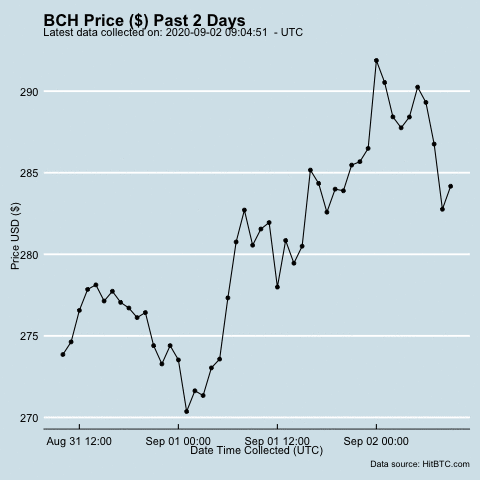 BCH Price ($) Past 2 Days
Latest data collected on: 2020-09-02 09:04:51  - UTC
Price USD ($)
290
285
280
275
270
Aug 31 12:00 Sep 01 00:00 Sep 01 12:00 Sep 02 00:00
Date Time Collected (UTC)
Data source: HitBTC.com